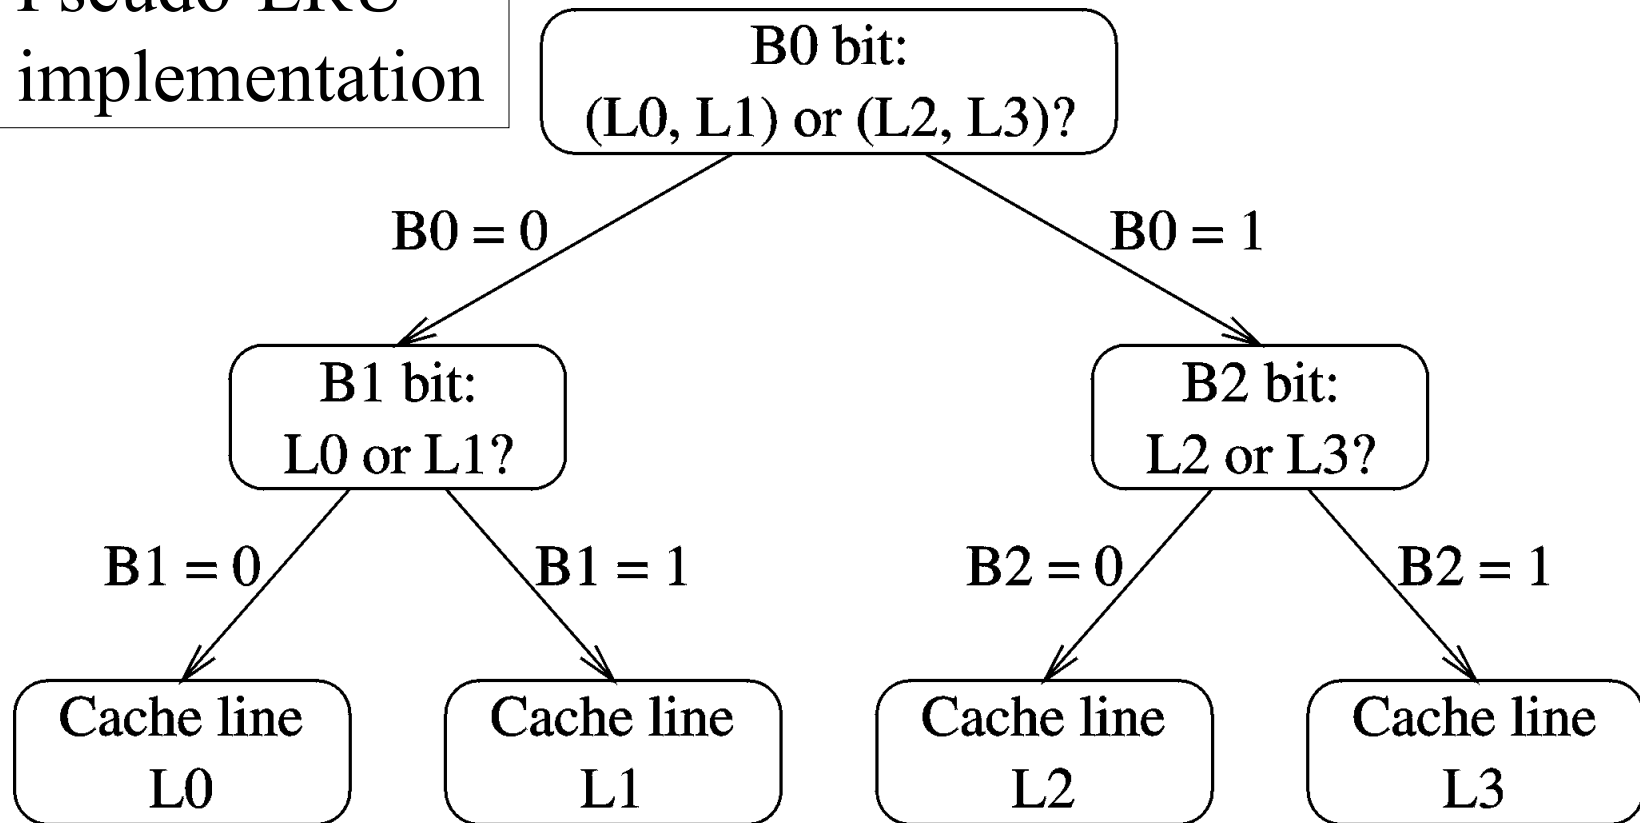 Pseudo-LRU
implementation
B0 bit:
(L0, L1) or (L2, L3)?
B0 = 0
B0 = 1
B1 bit:
L0 or L1?
B2 bit:
L2 or L3?
B1 = 0
B1 = 1
B2 = 0
B2 = 1
Cache line
L0
Cache line
L1
Cache line
L2
Cache line
L3